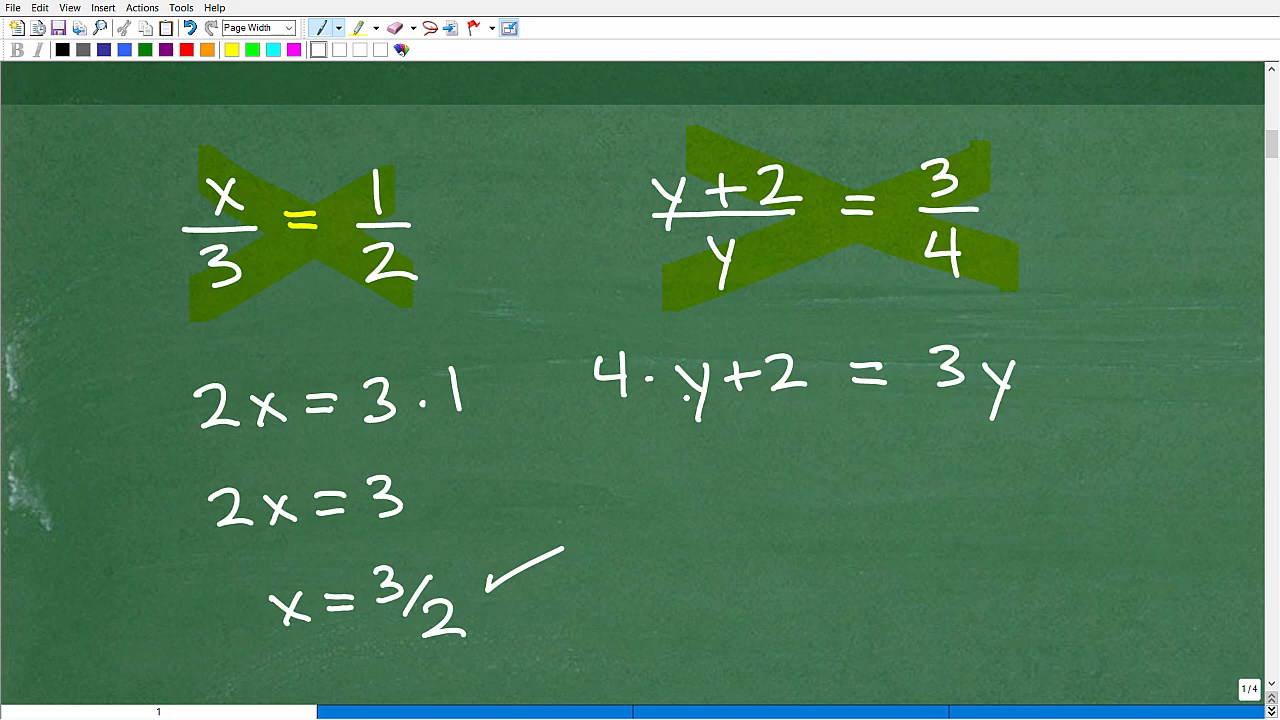 File Edit View Insert Actions Tools Help
Page Width
B I
x/3 = 1/2
2x = 3 · 1
2x = 3
x = 3/2 ✓
y+2/y = 3/4
4 · y+2 = 3y
1/4
1